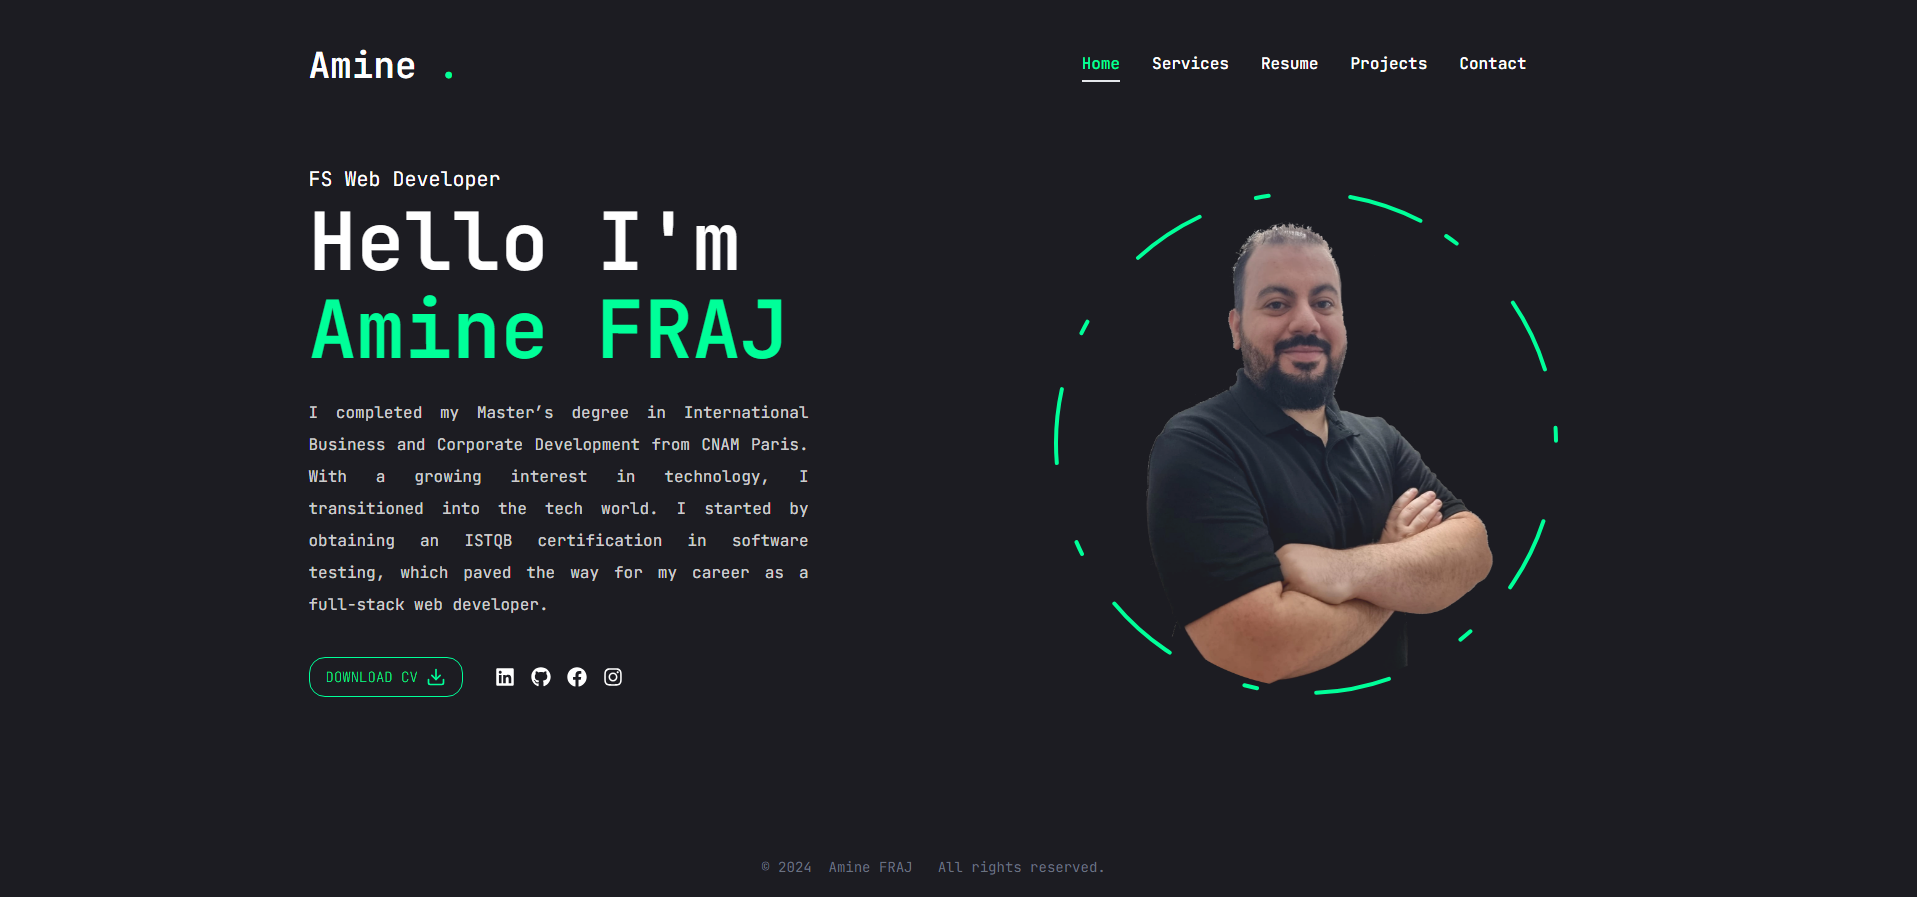 Amine .
Home Services Resume Projects Contact
FS Web Developer
Hello I'm
Amine FRAJ
I completed my Master’s degree in International
Business and Corporate Development from CNAM Paris.
With a growing interest in technology, I
transitioned into the tech world. I started by
obtaining an ISTQB certification in software
testing, which paved the way for my career as a
full-stack web developer.
DOWNLOAD CV
© 2024 Amine FRAJ All rights reserved.